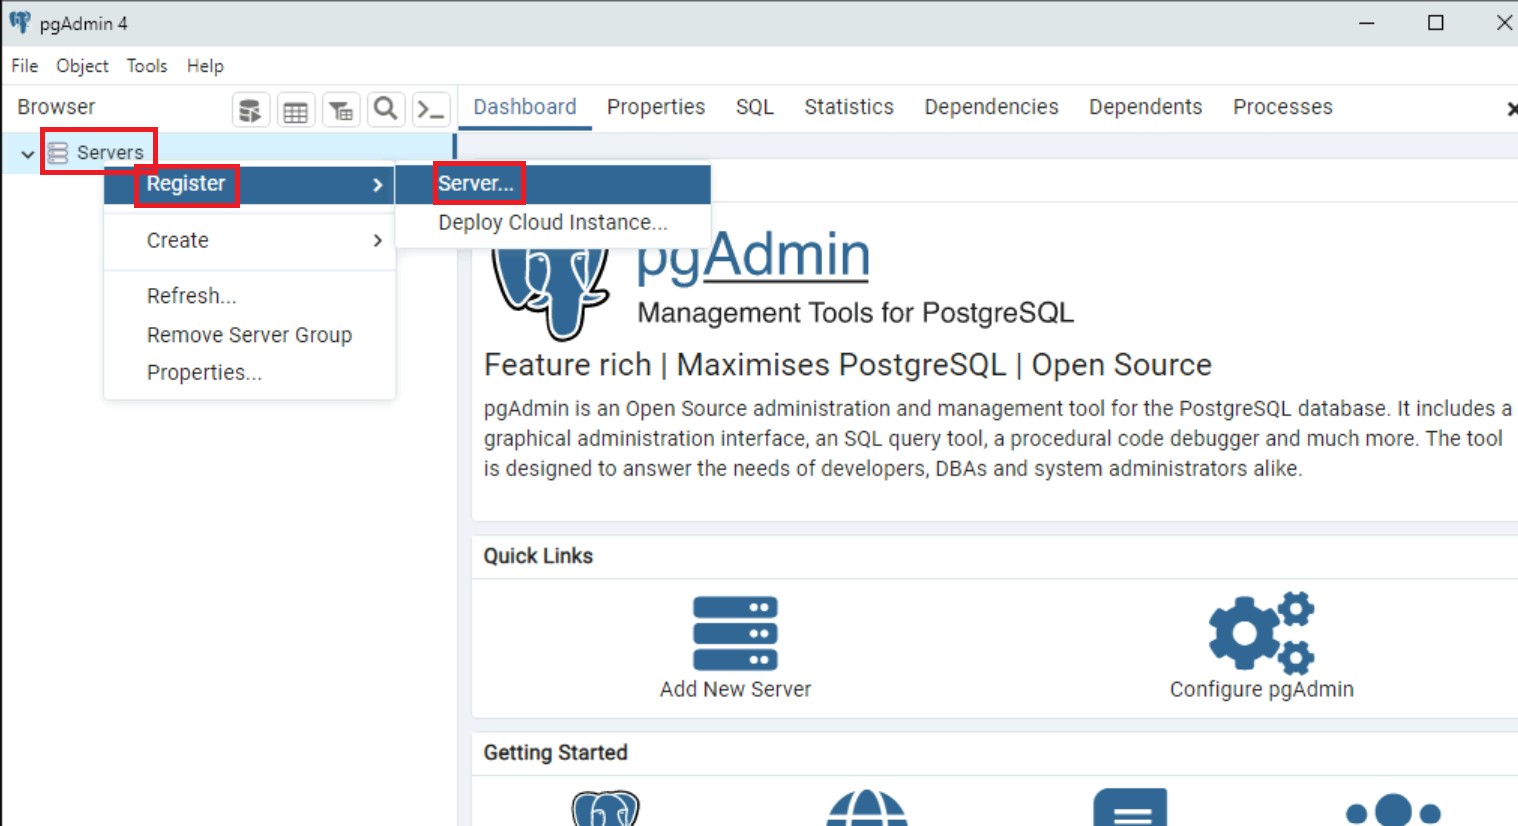 pgAdmin 4
File Object Tools Help
Browser
Dashboard Properties SQL Statistics Dependencies Dependents Processes
Servers
Register
Server...
Deploy Cloud Instance...
Create
Refresh...
Remove Server Group
Properties...
pgAdmin
Management Tools for PostgreSQL
Feature rich | Maximises PostgreSQL | Open Source
pgAdmin is an Open Source administration and management tool for the PostgreSQL database. It includes a
graphical administration interface, an SQL query tool, a procedural code debugger and much more. The tool
is designed to answer the needs of developers, DBAs and system administrators alike.
Quick Links
Add New Server
Configure pgAdmin
Getting Started